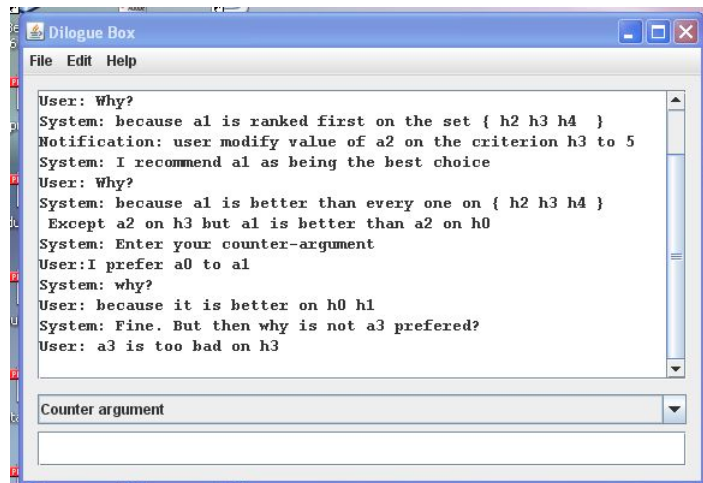 Dilogue Box
File Edit Help
User: Why?
System: because a1 is ranked first on the set { h2 h3 h4 }
Notification: user modify value of a2 on the criterion h3 to 5
System: I recommend a1 as being the best choice
User: Why?
System: because a1 is better than every one on { h2 h3 h4 }
Except a2 on h3 but a1 is better than a2 on h0
System: Enter your counter-argument
User:I prefer a0 to a1
System: why?
User: because it is better on h0 h1
System: Fine. But then why is not a3 prefered?
User: a3 is too bad on h3
Counter argument